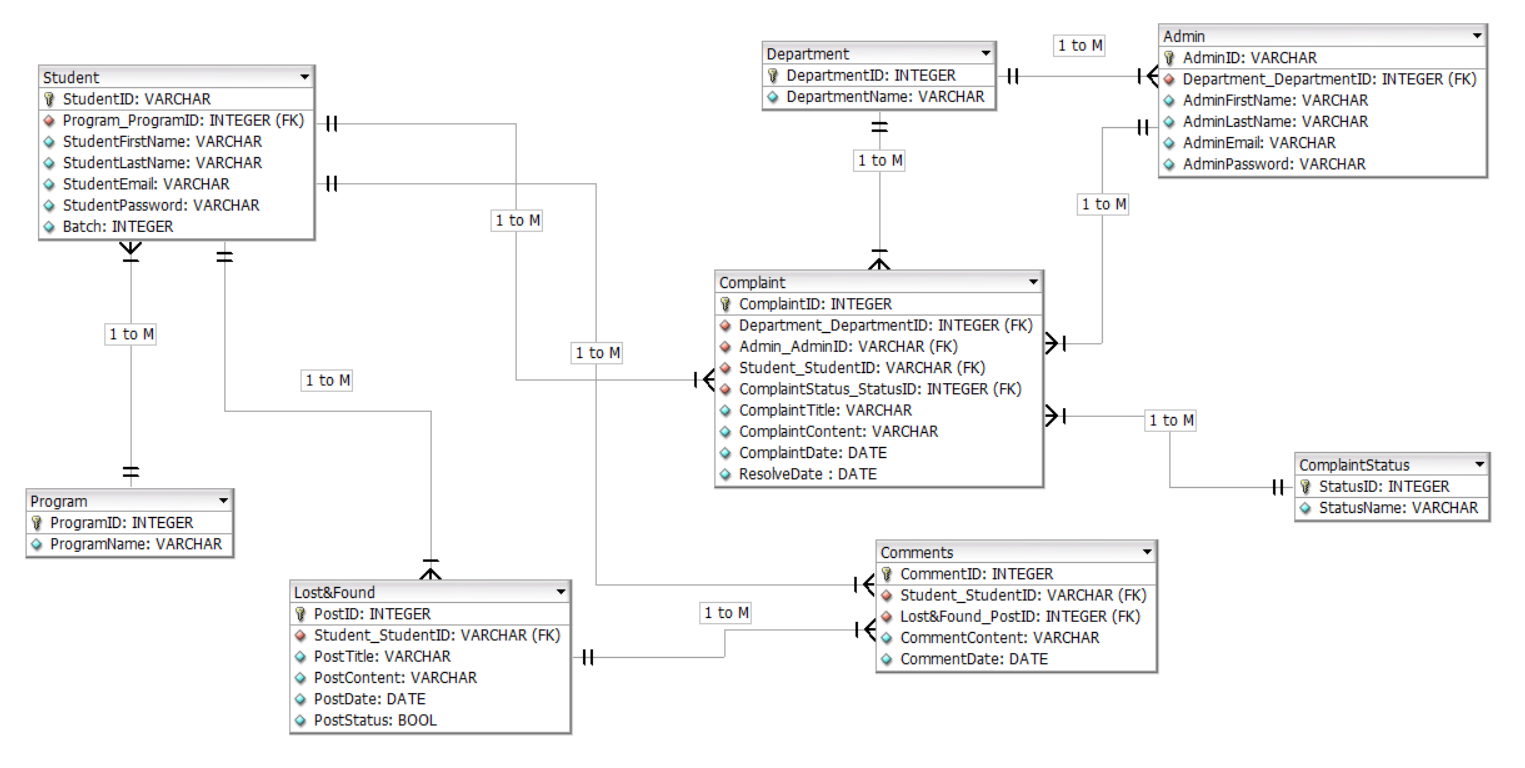 Student
StudentID: VARCHAR
Program_ProgramID: INTEGER (FK)
StudentFirstName: VARCHAR
StudentLastName: VARCHAR
StudentEmail: VARCHAR
StudentPassword: VARCHAR
Batch: INTEGER
Department
DepartmentID: INTEGER
DepartmentName: VARCHAR
1 to M
Admin
AdminID: VARCHAR
Department_DepartmentID: INTEGER (FK)
AdminFirstName: VARCHAR
AdminLastName: VARCHAR
AdminEmail: VARCHAR
AdminPassword: VARCHAR
1 to M
1 to M
1 to M
Complaint
ComplaintID: INTEGER
Department_DepartmentID: INTEGER (FK)
Admin_AdminID: VARCHAR (FK)
Student_StudentID: VARCHAR (FK)
ComplaintStatus_StatusID: INTEGER (FK)
ComplaintTitle: VARCHAR
ComplaintContent: VARCHAR
ComplaintDate: DATE
ResolveDate : DATE
1 to M
1 to M
1 to M
1 to M
ComplaintStatus
StatusID: INTEGER
StatusName: VARCHAR
Program
ProgramID: INTEGER
ProgramName: VARCHAR
Lost&Found
PostID: INTEGER
Student_StudentID: VARCHAR (FK)
PostTitle: VARCHAR
PostContent: VARCHAR
PostDate: DATE
PostStatus: BOOL
1 to M
Comments
CommentID: INTEGER
Student_StudentID: VARCHAR (FK)
Lost&Found_PostID: INTEGER (FK)
CommentContent: VARCHAR
CommentDate: DATE